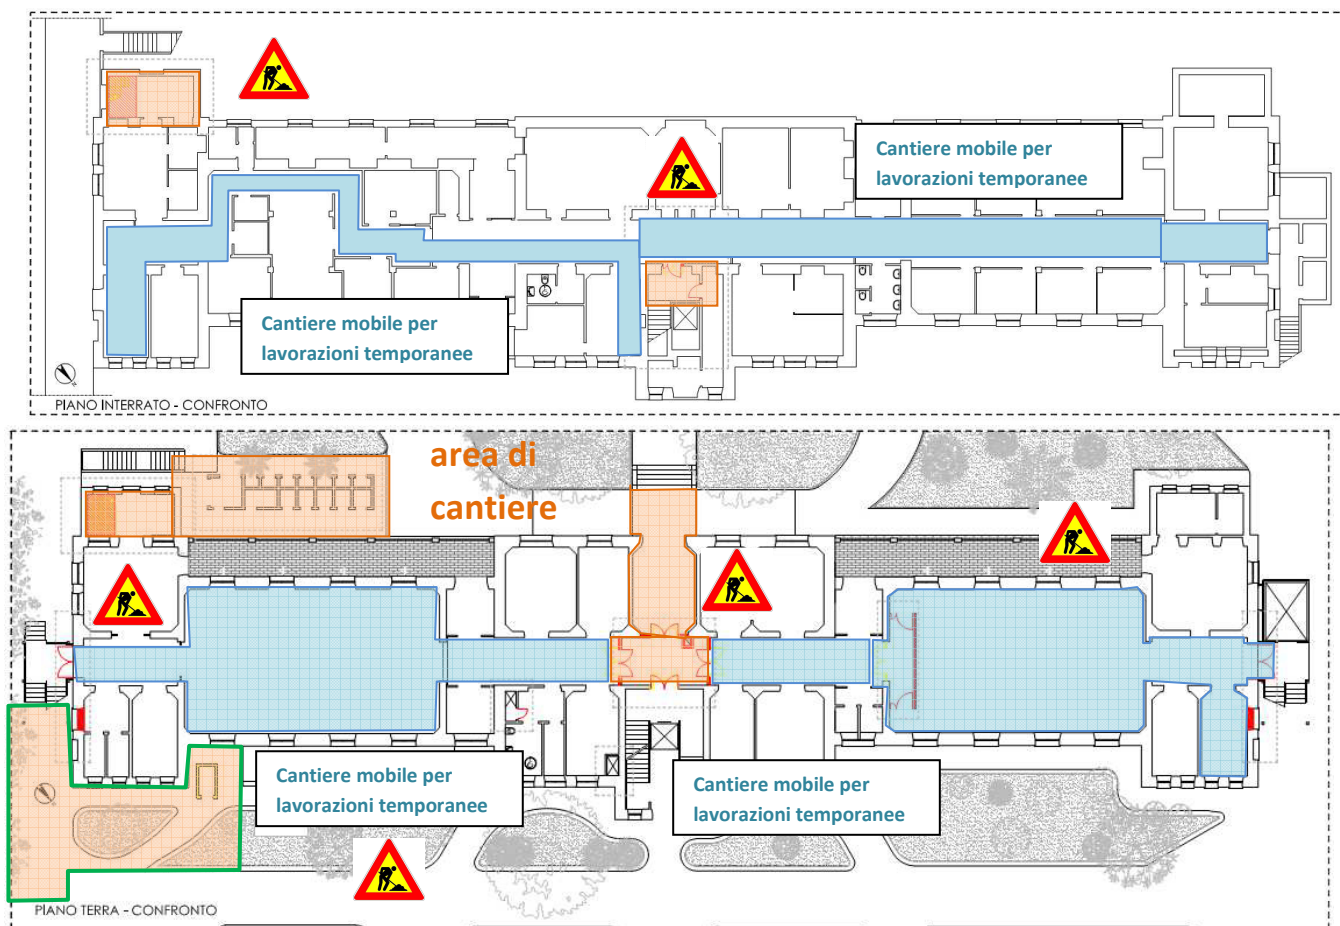 Cantiere mobile per
lavorazioni temporanee
Cantiere mobile per
lavorazioni temporanee
PIANO INTERRATO - CONFRONTO
area di
cantiere
Cantiere mobile per
lavorazioni temporanee
Cantiere mobile per
lavorazioni temporanee
PIANO TERRA - CONFRONTO